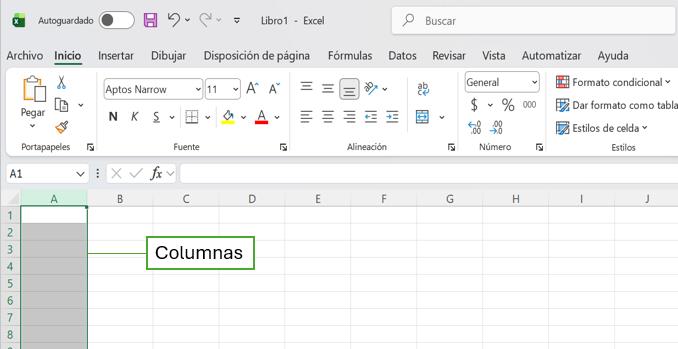 Autoguardado Libro1 - Excel Buscar
Archivo Inicio Insertar Dibujar Disposición de página Fórmulas Datos Revisar Vista Automatizar Ayuda
Pegar
Portapapeles
Aptos Narrow 11 A A
N K S A
Fuente
ab
Alineación
General
$ % 000
Número
Formato condicional
Dar formato como tabla
Estilos de celda
Estilos
A1 fx
A B C D E F G H I J
1
2
3 Columnas
4
5
6
7
8